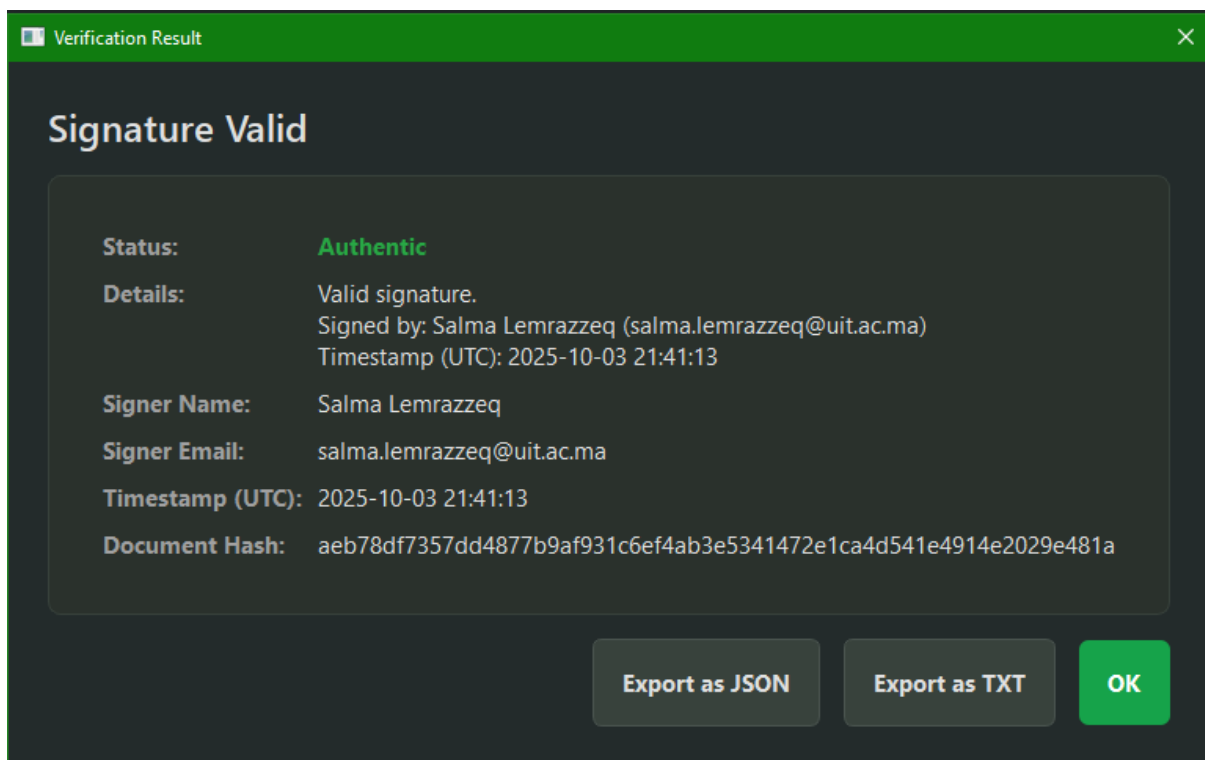 Verification Result
Signature Valid
Status: Authentic
Details: Valid signature.
Signed by: Salma Lemrazzeq (salma.lemrazzeq@uit.ac.ma)
Timestamp (UTC): 2025-10-03 21:41:13
Signer Name: Salma Lemrazzeq
Signer Email: salma.lemrazzeq@uit.ac.ma
Timestamp (UTC): 2025-10-03 21:41:13
Document Hash: aeb78df7357dd4877b9af931c6ef4ab3e5341472e1ca4d541e4914e2029e481a
Export as JSON Export as TXT OK